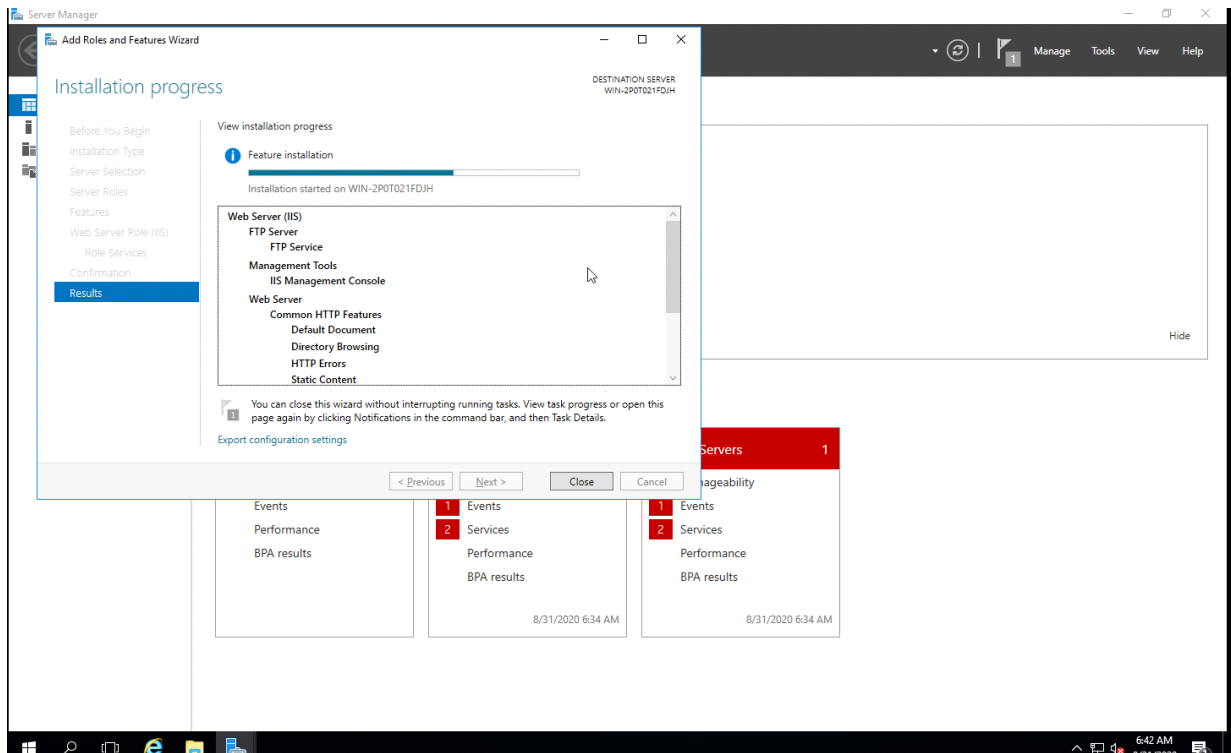 Server Manager
Add Roles and Features Wizard
1
Manage
Tools
View
Help
Installation progress
DESTINATION SERVER
WIN-2P0T021FDJH
Before You Begin
Installation Type
Server Selection
Server Roles
Features
Web Server Role (IIS)
Role Services
Confirmation
Results
View installation progress
Feature installation
Installation started on WIN-2P0T021FDJH
Web Server (IIS)
FTP Server
FTP Service
Management Tools
IIS Management Console
Web Server
Common HTTP Features
Default Document
Directory Browsing
HTTP Errors
Static Content
1
You can close this wizard without interrupting running tasks. View task progress or open this
page again by clicking Notifications in the command bar, and then Task Details.
Export configuration settings
< Previous
Next >
Close
Cancel
Hide
Servers 1
nageability
Events
Performance
BPA results
1 Events
2 Services
Performance
BPA results
8/31/2020 6:34 AM
1 Events
2 Services
Performance
BPA results
8/31/2020 6:34 AM
6:42 AM